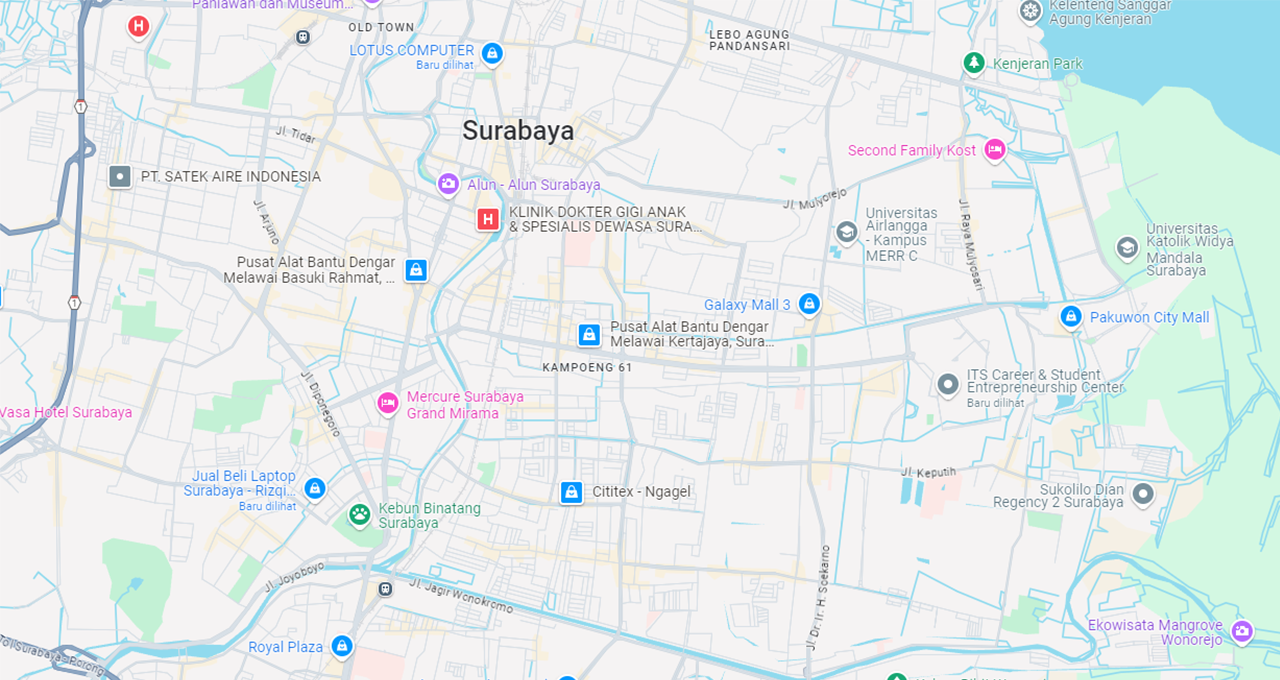 Pahlawan dan Museum...
OLD TOWN
LOTUS COMPUTER
Baru dilihat
LEBO AGUNG
PANDANSARI
Kelenteng Sanggar
Agung Kenjeran
Kenjeran Park
1
Jl. Tidar
Surabaya
Second Family Kost
PT. SATEK AIRE INDONESIA
Alun - Alun Surabaya
Jl. Mulyorejo
Jl. Arjuno
KLINIK DOKTER GIGI ANAK
& SPESIALIS DEWASA SURA...
Universitas
Airlangga
- Kampus
MERR C
Jl. Raya Mulyosari
Universitas
Katolik Widya
Mandala
Surabaya
Pusat Alat Bantu Dengar
Melawai Basuki Rahmat, ...
1
Galaxy Mall 3
Pakuwon City Mall
Pusat Alat Bantu Dengar
Melawai Kertajaya, Sura...
KAMPOENG 61
Jl. Diponegoro
ITS Career & Student
Entrepreneurship Center
Baru dilihat
Mercure Surabaya
Grand Mirama
Vasa Hotel Surabaya
Jl. Keputih
Jual Beli Laptop
Surabaya - Rizqi...
Baru dilihat
Cititex - Ngagel
Sukolilo Dian
Regency 2 Surabaya
Kebun Binatang
Surabaya
Jl. Joyoboyo
Jl. Jagir Wonokromo
Jl. Dr. Ir. H. Soekarno
Ekowisata Mangrove
Wonorejo
Royal Plaza
Tol Surabaya - Porong